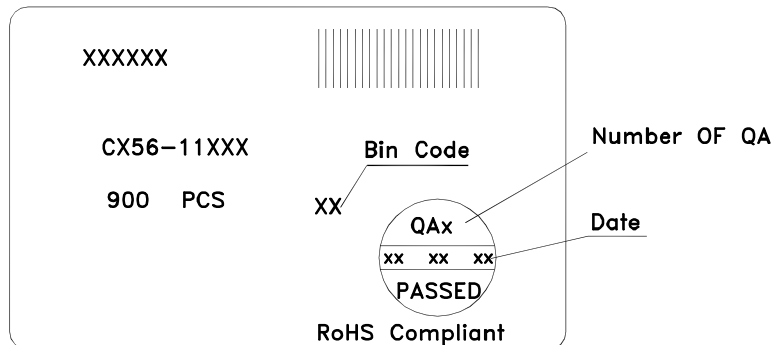 XXXXXX
CX56-11XXX
Bin Code
Number OF QA
900 PCS
XX
QAx
Date
xx xx xx
PASSED
RoHS Compliant